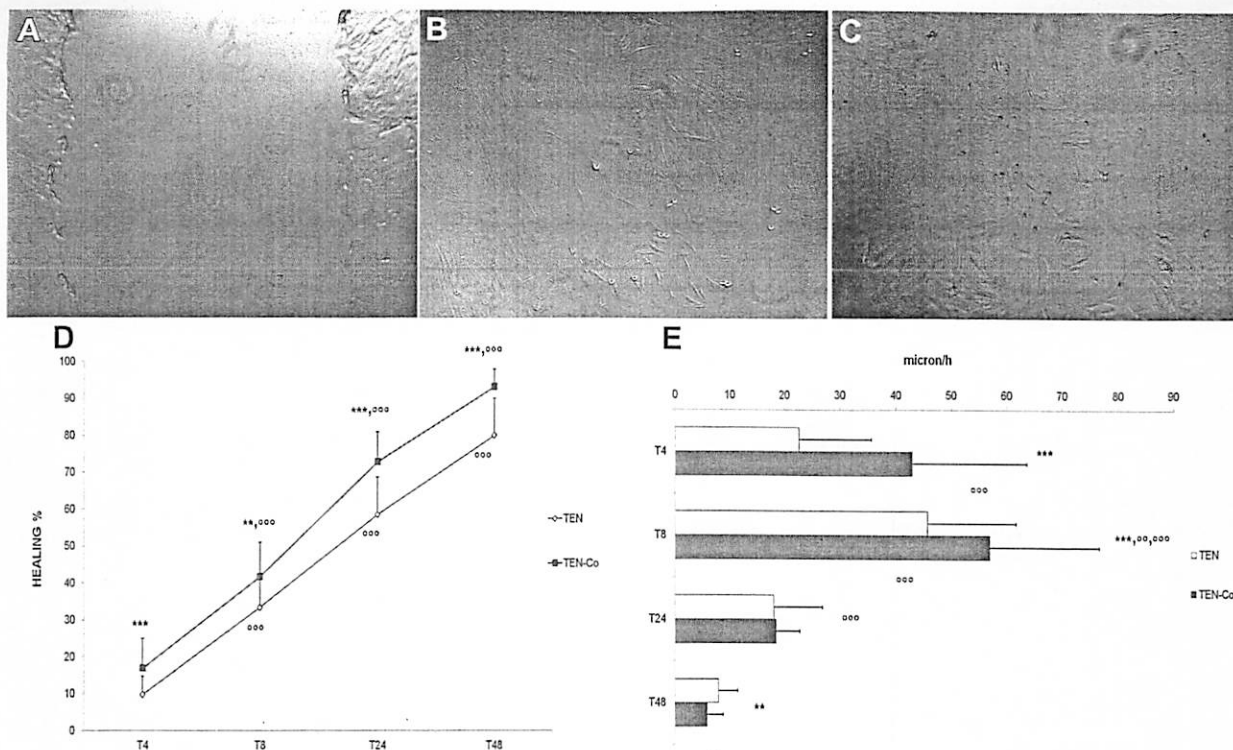 A
B
C
D
***,°°°
100
90
***,°°°
80
70
°°°
60
**,°°°
°°°
50
HEALING %
40
30
***
°°°
20
10
0
T4
T8
T24
T48
TEN
TEN-Co
E
micron/h
0
10
20
30
40
50
60
70
80
90
T4
***
°°°
T8
***,°°,°°°
°°°
T24
°°°
T48
**
TEN
TEN-Co